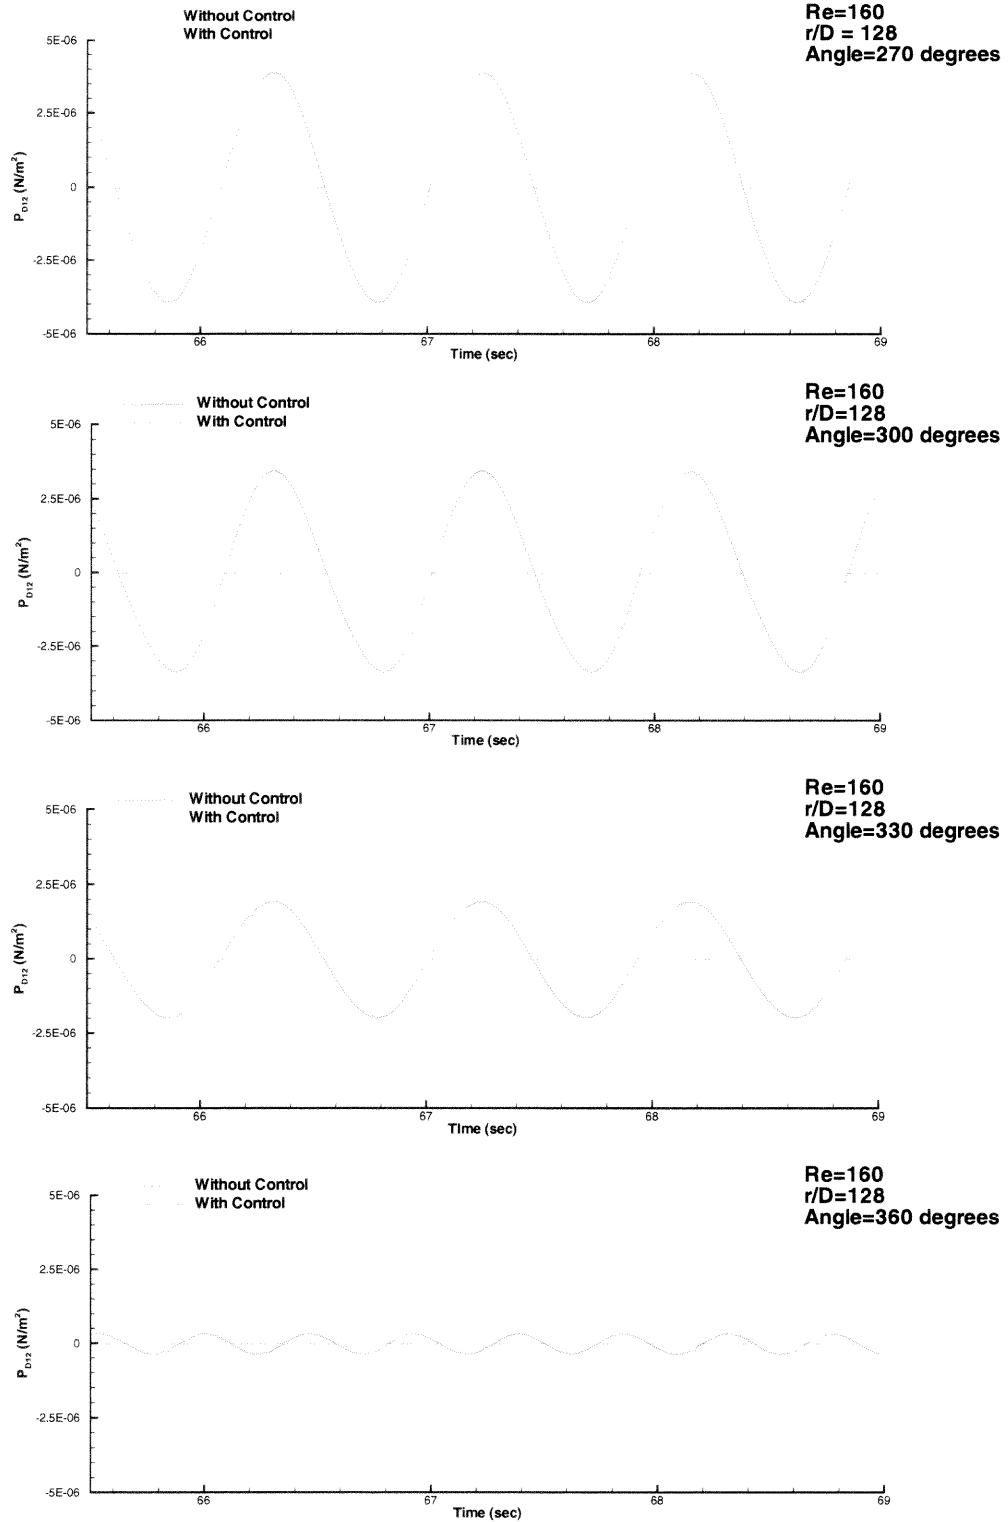 Without Control
With Control
Re=160
r/D = 128
Angle=270 degrees
5E-06
2.5E-06
0
-2.5E-06
-5E-06
P_D12 (N/m²)
66
67
68
69
Time (sec)
Without Control
With Control
Re=160
r/D=128
Angle=300 degrees
5E-06
2.5E-06
0
-2.5E-06
-5E-06
P_D12 (N/m²)
66
67
68
69
Time (sec)
Without Control
With Control
Re=160
r/D=128
Angle=330 degrees
5E-06
2.5E-06
0
-2.5E-06
-5E-06
P_D12 (N/m²)
66
67
68
69
TIme (sec)
Without Control
With Control
Re=160
r/D=128
Angle=360 degrees
5E-06
2.5E-06
0
-2.5E-06
-5E-06
P_D12 (N/m²)
66
67
68
69
Time (sec)